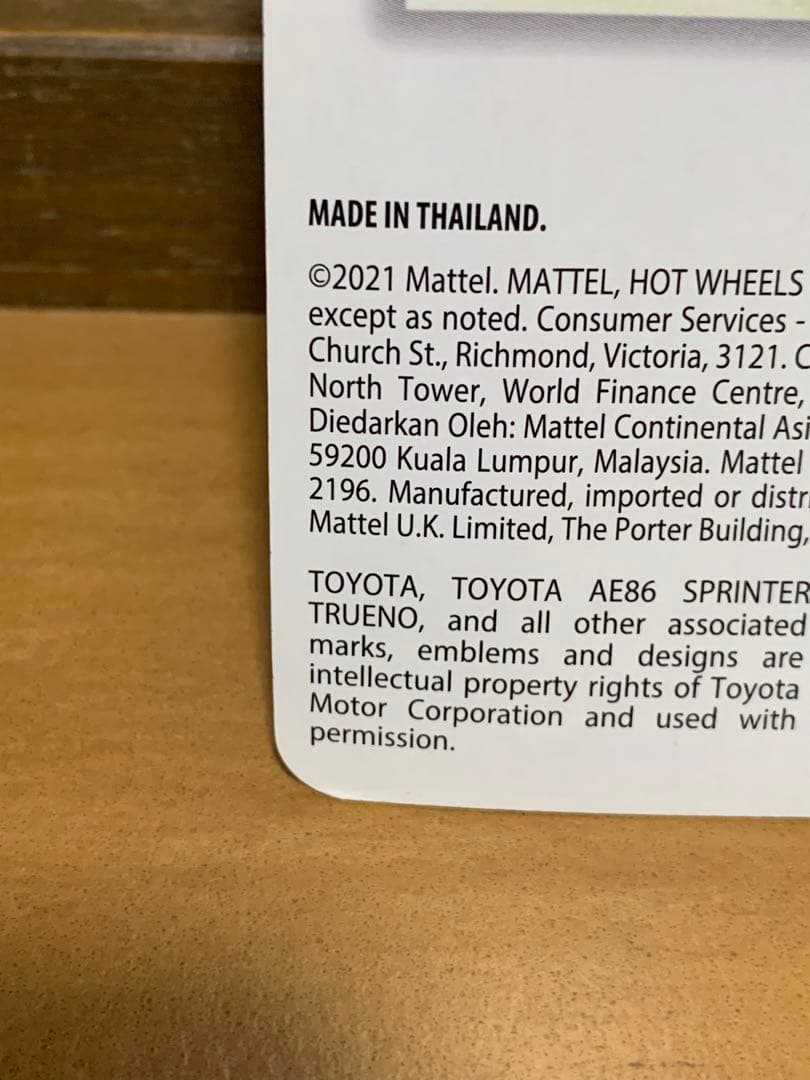 MADE IN THAILAND.
©2021 Mattel. MATTEL, HOT WHEELS
except as noted. Consumer Services -
Church St., Richmond, Victoria, 3121. C
North Tower, World Finance Centre,
Diedarkan Oleh: Mattel Continental Asi
59200 Kuala Lumpur, Malaysia. Mattel
2196. Manufactured, imported or distr
Mattel U.K. Limited, The Porter Building,
TOYOTA, TOYOTA AE86 SPRINTER
TRUENO, and all other associated
marks, emblems and designs are
intellectual property rights of Toyota
Motor Corporation and used with
permission.